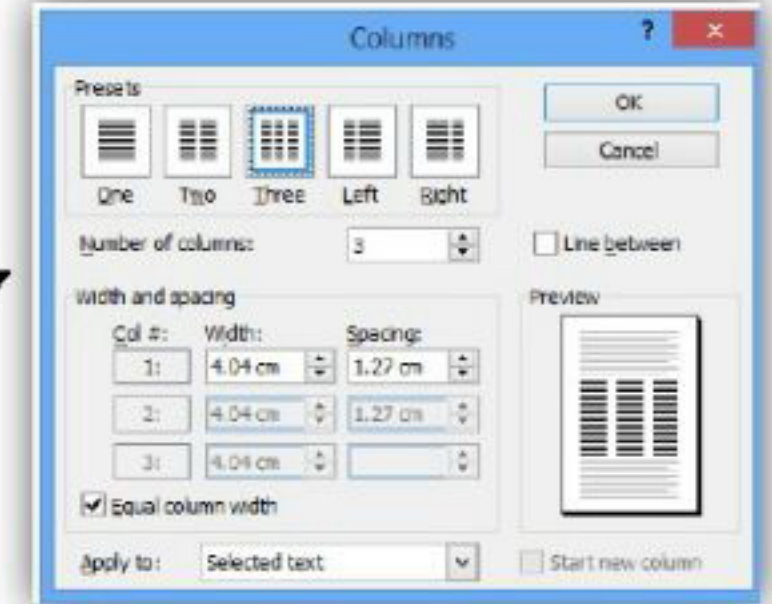 Columns ?
Presets
One Two Three Left Right
OK
Cancel
Number of columns: 3
Line between
Width and spacing
Col #: Width: Spacing:
1: 4.04 cm 1.27 cm
2: 4.04 cm 1.27 cm
3: 4.04 cm
Equal column width
Preview
Apply to: Selected text
Start new column